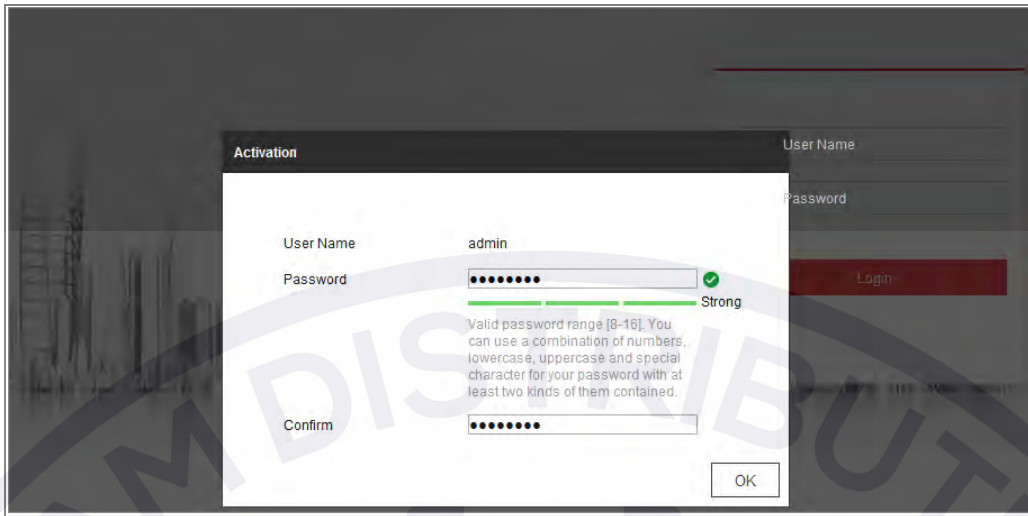 Activation
User Name
Password
Login
User Name admin
Password ●●●●●●●●
Strong
Valid password range [8-16]. You
can use a combination of numbers,
lowercase, uppercase and special
character for your password with at
least two kinds of them contained.
Confirm ●●●●●●●●
OK
M DISTRIBUT